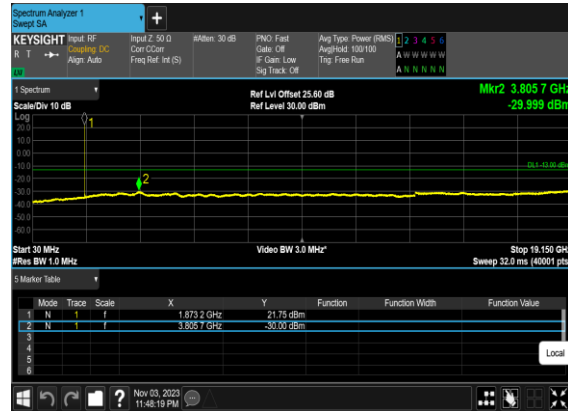 Spectrum Analyzer 1
Swept SA
+
KEYSIGHT Input: RF Input Z: 50 Ω #Atten: 30 dB PNO: Fast Avg Type: Power (RMS) 1 2 3 4 5 6
R T Coupling: DC Corr CCorr Gate: Off Avg|Hold: 100/100 A W W W W W
Align: Auto Freq Ref: Int (S) IF Gain: Low Trig: Free Run
LW Sig Track: Off A N N N N N
1 Spectrum Ref Lvl Offset 25.60 dB Mkr2 3.805 7 GHz
Scale/Div 10 dB Ref Level 30.00 dBm -29.999 dBm
Log
20.0 1
10.0
0.00
-10.0 DL1 -13.00 dBm
-20.0 2
-30.0
-40.0
-50.0
-60.0
Start 30 MHz Video BW 3.0 MHz* Stop 19.150 GHz
#Res BW 1.0 MHz Sweep 32.0 ms (40001 pts)
5 Marker Table
Mode Trace Scale X Y Function Function Width Function Value
1 N 1 f 1.873 2 GHz 21.75 dBm
2 N 1 f 3.805 7 GHz -30.00 dBm
3
4
5 Local
6
? Nov 03, 2023
11:48:19 PM